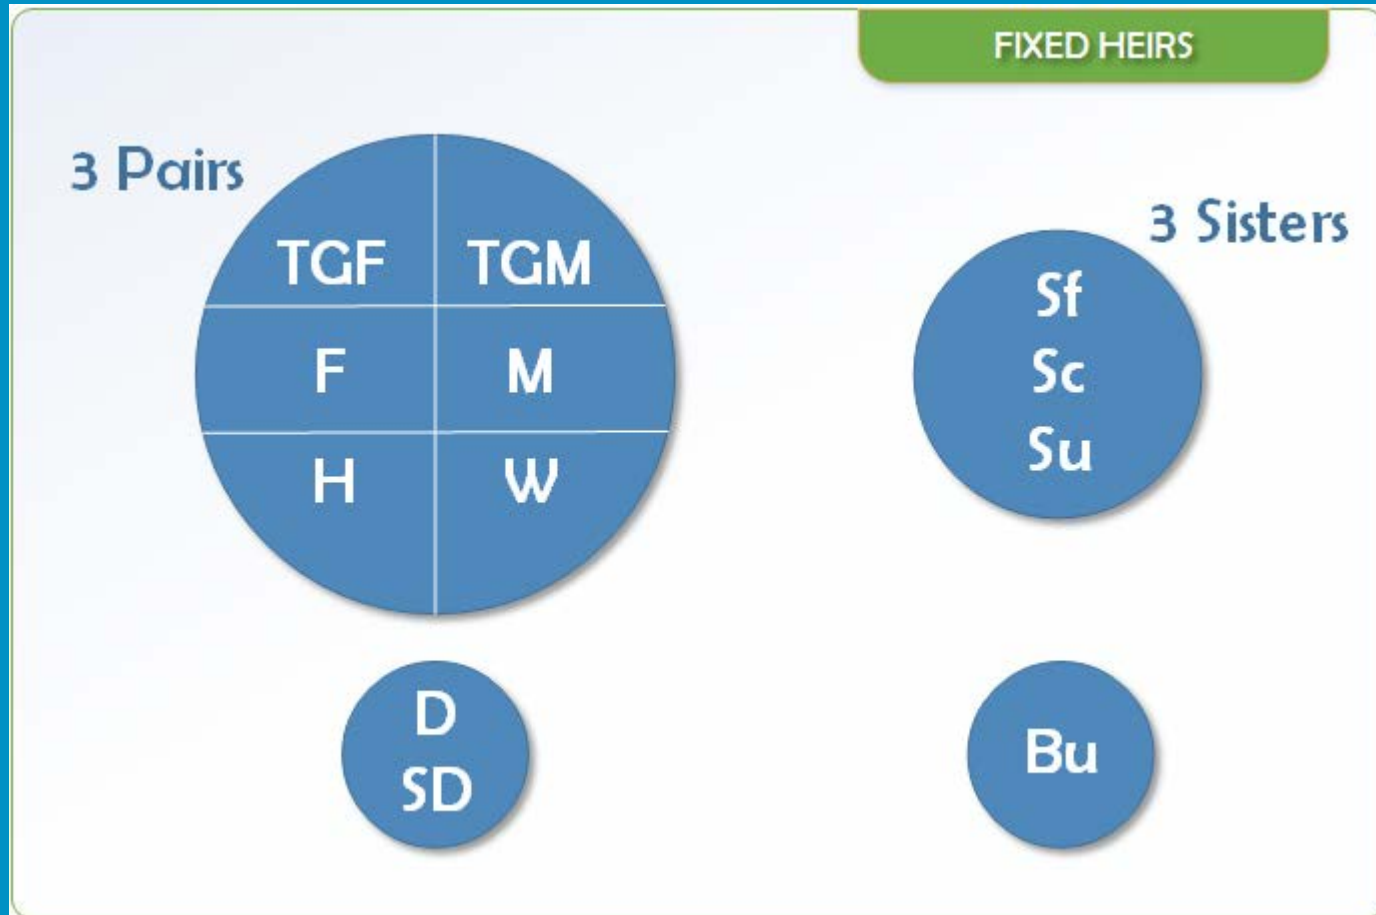 FIXED HEIRS
3 Pairs
TGF TGM
F M
H W
3 Sisters
Sf
Sc
Su
D
SD
Bu